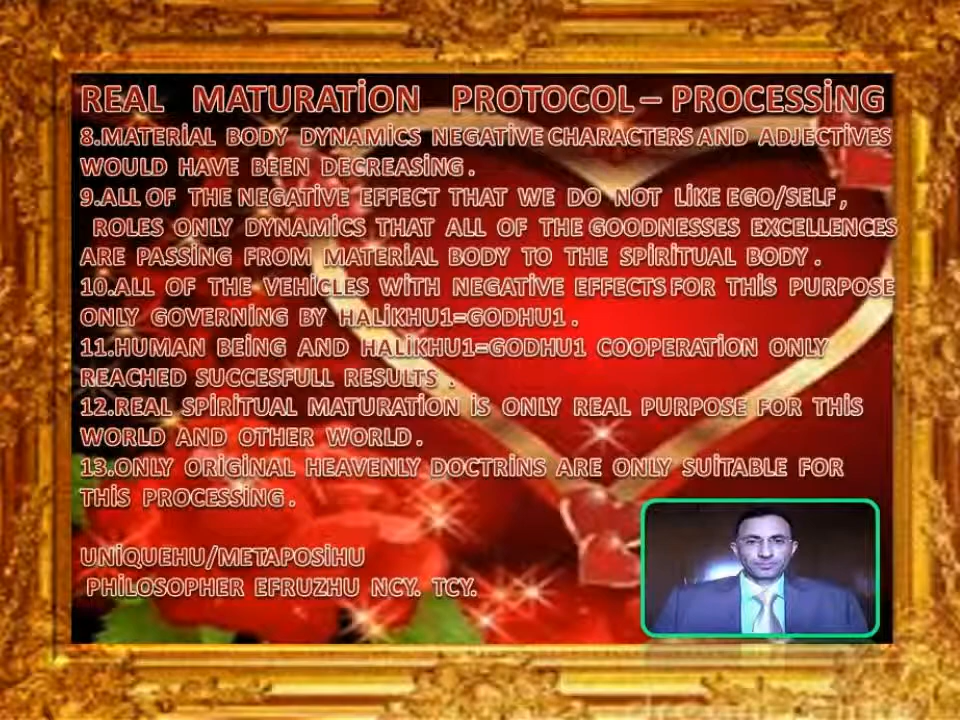 REAL MATURATİON PROTOCOL – PROCESSİNG
8.MATERİAL BODY DYNAMİCS NEGATİVE CHARACTERS AND ADJECTİVES
WOULD HAVE BEEN DECREASİNG .
9.ALL OF THE NEGATİVE EFFECT THAT WE DO NOT LİKE EGO/SELF ,
ROLES ONLY DYNAMİCS THAT ALL OF THE GOODNESSES EXCELLENCES
ARE PASSİNG FROM MATERİAL BODY TO THE SPİRİTUAL BODY .
10.ALL OF THE VEHİCLES WİTH NEGATİVE EFFECTS FOR THİS PURPOSE
ONLY GOVERNİNG BY HALİKHU1=GODHU1 .
11.HUMAN BEİNG AND HALİKHU1=GODHU1 COOPERATİON ONLY
REACHED SUCCESFULL RESULTS .
12.REAL SPİRİTUAL MATURATİON İS ONLY REAL PURPOSE FOR THİS
WORLD AND OTHER WORLD .
13.ONLY ORİGİNAL HEAVENLY DOCTRİNS ARE ONLY SUİTABLE FOR
THİS PROCESSİNG .
UNİQUEHU/METAPOSİHU
PHİLOSOPHER EFRUZHU NCY. TCY.